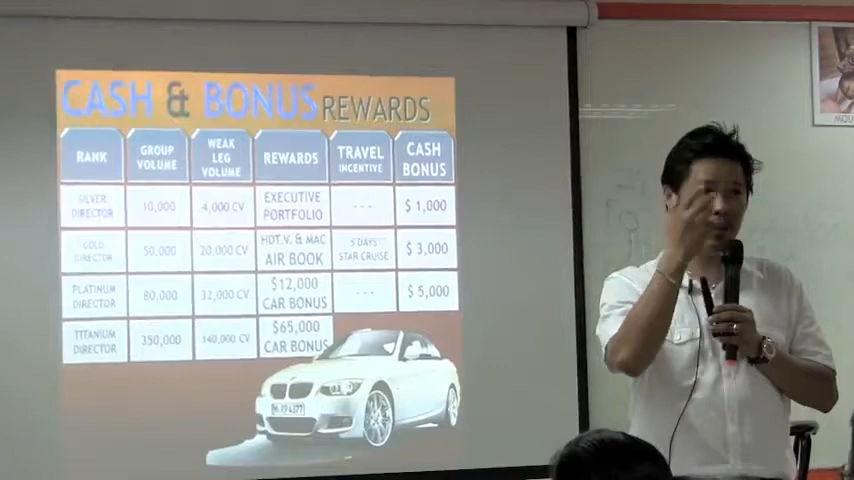 CASH & BONUS REWARDS
RANK
GROUP VOLUME
WEAK LEG VOLUME
REWARDS
TRAVEL INCENTIVE
CASH BONUS
SILVER DIRECTOR
10,000
4,000 CV
EXECUTIVE PORTFOLIO
---
$ 1,000
GOLD DIRECTOR
50,000
20,000 CV
HDT.V. & MAC AIR BOOK
5 DAYS STAR CRUISE
$ 3,000
PLATINUM DIRECTOR
80,000
32,000 CV
$12,000 CAR BONUS
---
$ 5,000
TITANIUM DIRECTOR
350,000
140,000 CV
$65,000 CAR BONUS